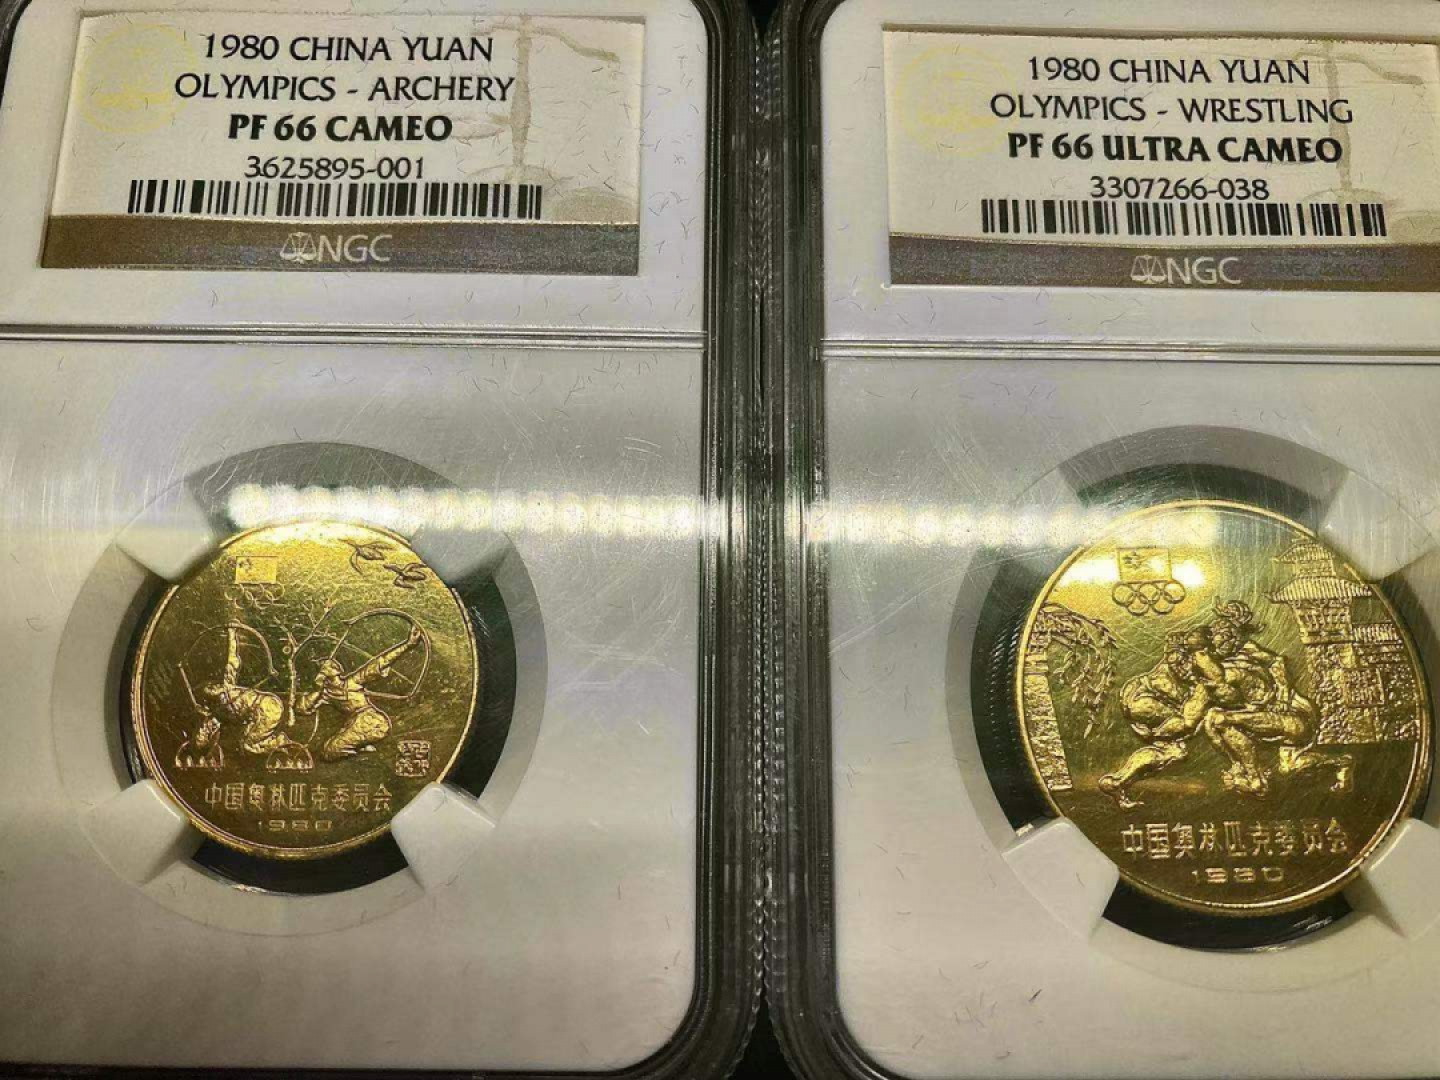 1980 CHINA YUAN
OLYMPICS - ARCHERY
PF 66 CAMEO
3625895-001
NGC
中国奥林匹克委员会
1980
1980 CHINA YUAN
OLYMPICS - WRESTLING
PF 66 ULTRA CAMEO
3307266-038
NGC
中国奥林匹克委员会
1980